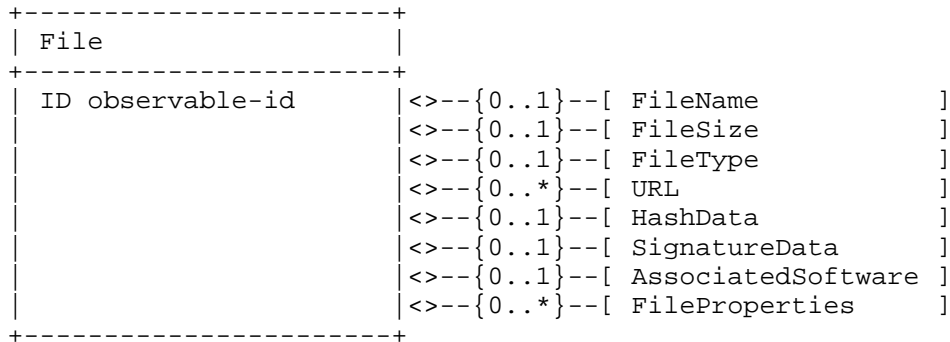 +-----------------------+
| File                  |
+-----------------------+
| ID observable-id      |<>--{0..1}--[ FileName           ]
|                       |<>--{0..1}--[ FileSize           ]
|                       |<>--{0..1}--[ FileType           ]
|                       |<>--{0..*}--[ URL                ]
|                       |<>--{0..1}--[ HashData           ]
|                       |<>--{0..1}--[ SignatureData      ]
|                       |<>--{0..1}--[ AssociatedSoftware ]
|                       |<>--{0..*}--[ FileProperties     ]
+-----------------------+